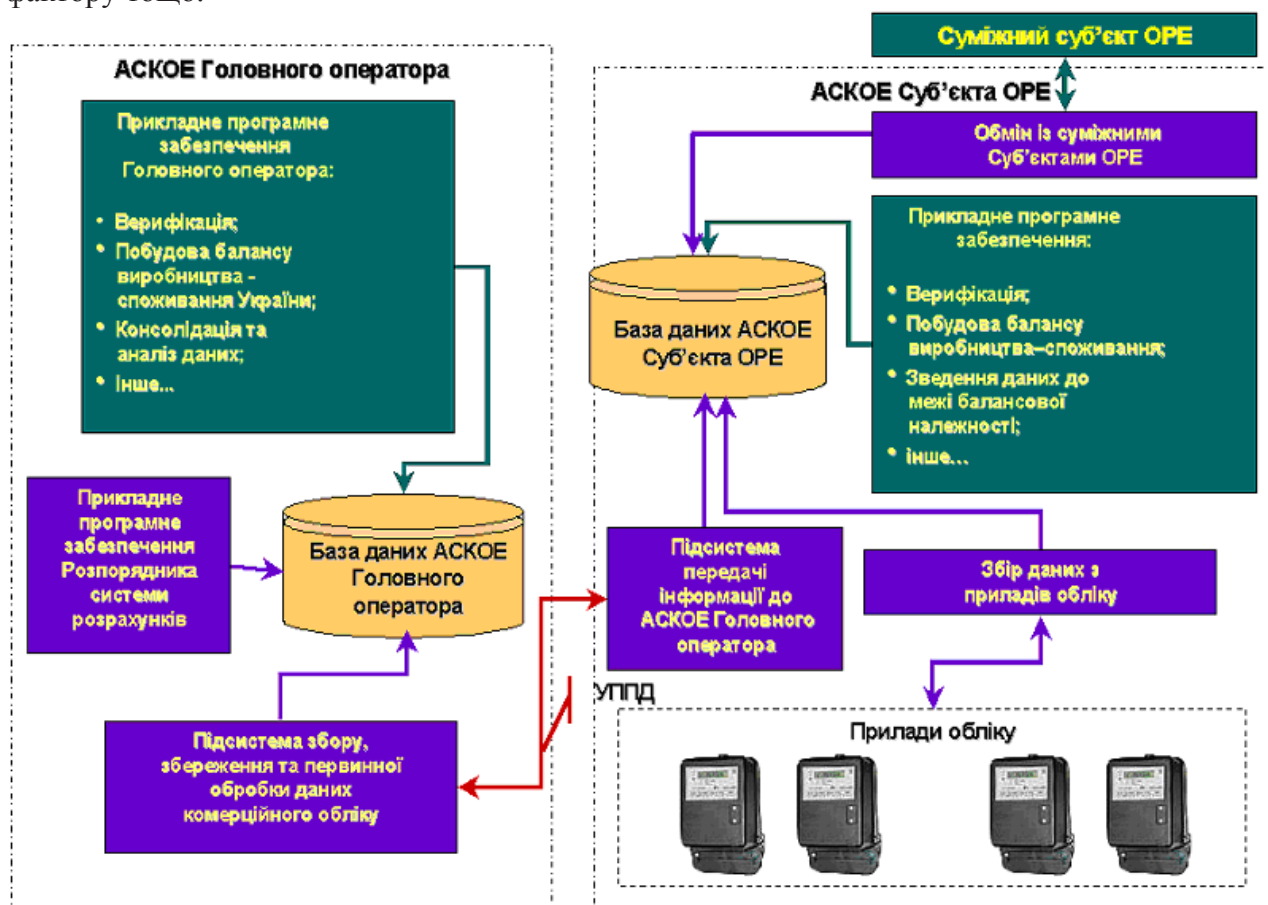 фактору тощо.
АСКОЕ Головного оператора
Прикладне програмне
забезпечення
Головного оператора:
• Верифікація;
• Побудова балансу
виробництва -
споживання України;
• Консолідація та
аналіз даних;
• Інше...
Прикладне
програмне
забезпечення
Розпорядника
системи
розрахунків
База даних АСКОЕ
Головного
оператора
Підсистема збору,
збереження та первинної
обробки даних
комерційного обліку
Суміжний суб’єкт ОРЕ
АСКОЕ Суб’єкта ОРЕ
Обмін із суміжними
Суб’єктами ОРЕ
Прикладне програмне
забезпечення:
• Верифікація;
• Побудова балансу
виробництва–споживання;
• Зведення даних до
межі балансової
належності;
• інше...
База даних АСКОЕ
Суб’єкта ОРЕ
Підсистема
передачі
інформації до
АСКОЕ Головного
оператора
Збір даних з
приладів обліку
УППД
Прилади обліку